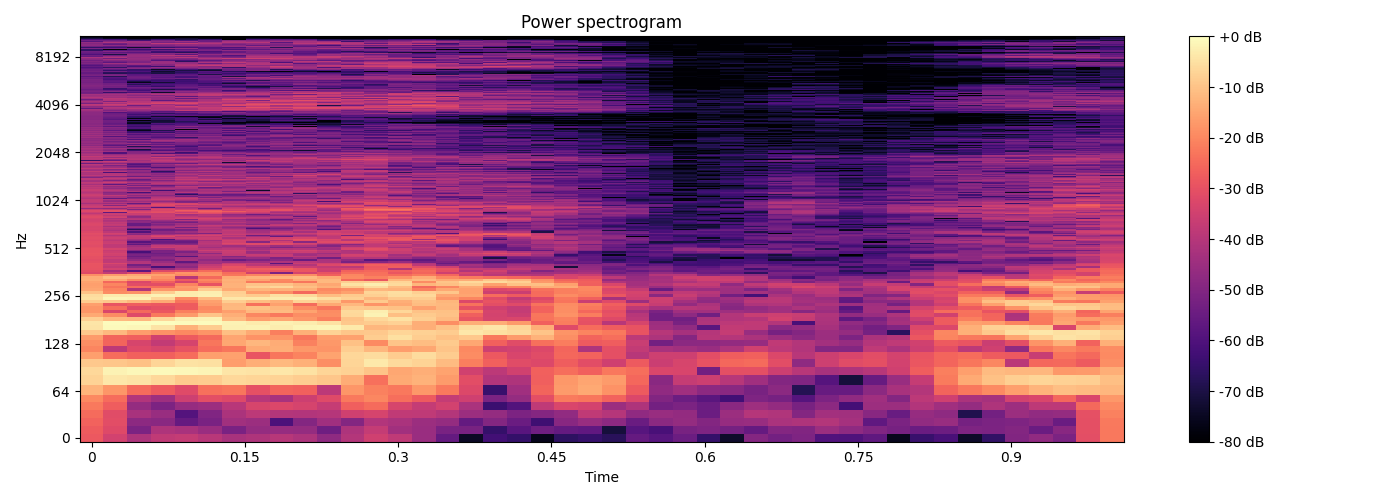 Power spectrogram
Hz
8192
4096
2048
1024
512
256
128
64
0
0 0.15 0.3 0.45 0.6 0.75 0.9
Time
+0 dB
-10 dB
-20 dB
-30 dB
-40 dB
-50 dB
-60 dB
-70 dB
-80 dB